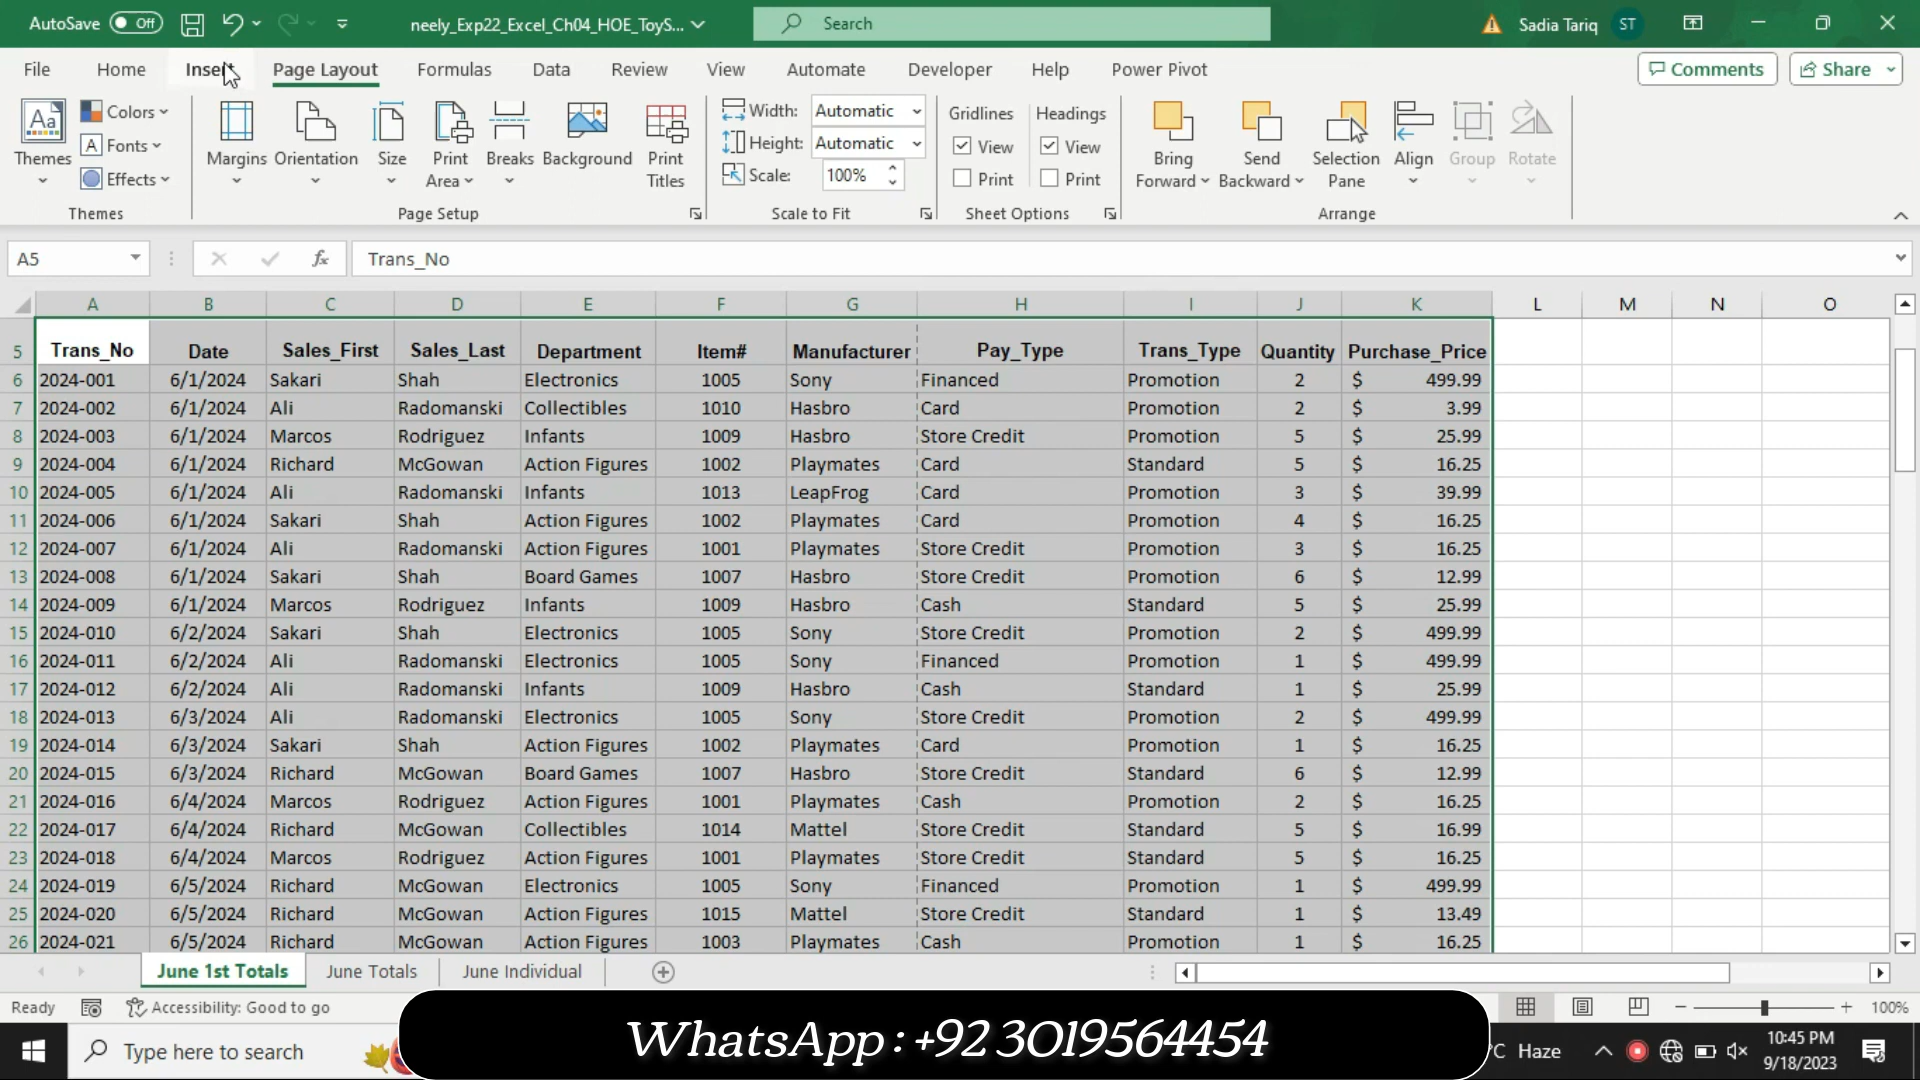 AutoSave Off neely_Exp22_Excel_Ch04_HOE_ToyS... Search Sadia Tariq ST
File Home Insert Page Layout Formulas Data Review View Automate Developer Help Power Pivot Comments Share
Themes Colors Fonts Effects Margins Orientation Size Print Area Breaks Background Print Titles Width: Automatic Height: Automatic Scale: 100% Gridlines View Print Headings View Print Bring Forward Send Backward Selection Pane Align Group Rotate
Themes Page Setup Scale to Fit Sheet Options Arrange
A5 fx Trans_No
A B C D E F G H I J K L M N O
5 Trans_No Date Sales_First Sales_Last Department Item# Manufacturer Pay_Type Trans_Type Quantity Purchase_Price
6 2024-001 6/1/2024 Sakari Shah Electronics 1005 Sony Financed Promotion 2 $ 499.99
7 2024-002 6/1/2024 Ali Radomanski Collectibles 1010 Hasbro Card Promotion 2 $ 3.99
8 2024-003 6/1/2024 Marcos Rodriguez Infants 1009 Hasbro Store Credit Promotion 5 $ 25.99
9 2024-004 6/1/2024 Richard McGowan Action Figures 1002 Playmates Card Standard 5 $ 16.25
10 2024-005 6/1/2024 Ali Radomanski Infants 1013 LeapFrog Card Promotion 3 $ 39.99
11 2024-006 6/1/2024 Sakari Shah Action Figures 1002 Playmates Card Promotion 4 $ 16.25
12 2024-007 6/1/2024 Ali Radomanski Action Figures 1001 Playmates Store Credit Promotion 3 $ 16.25
13 2024-008 6/1/2024 Sakari Shah Board Games 1007 Hasbro Store Credit Promotion 6 $ 12.99
14 2024-009 6/1/2024 Marcos Rodriguez Infants 1009 Hasbro Cash Standard 5 $ 25.99
15 2024-010 6/2/2024 Sakari Shah Electronics 1005 Sony Store Credit Promotion 2 $ 499.99
16 2024-011 6/2/2024 Ali Radomanski Electronics 1005 Sony Financed Promotion 1 $ 499.99
17 2024-012 6/2/2024 Ali Radomanski Infants 1009 Hasbro Cash Standard 1 $ 25.99
18 2024-013 6/3/2024 Ali Radomanski Electronics 1005 Sony Store Credit Promotion 2 $ 499.99
19 2024-014 6/3/2024 Sakari Shah Action Figures 1002 Playmates Card Promotion 1 $ 16.25
20 2024-015 6/3/2024 Richard McGowan Board Games 1007 Hasbro Store Credit Standard 6 $ 12.99
21 2024-016 6/4/2024 Marcos Rodriguez Action Figures 1001 Playmates Cash Promotion 2 $ 16.25
22 2024-017 6/4/2024 Richard McGowan Collectibles 1014 Mattel Store Credit Standard 5 $ 16.99
23 2024-018 6/4/2024 Marcos Rodriguez Action Figures 1001 Playmates Store Credit Standard 5 $ 16.25
24 2024-019 6/5/2024 Richard McGowan Electronics 1005 Sony Financed Promotion 1 $ 499.99
25 2024-020 6/5/2024 Richard McGowan Action Figures 1015 Mattel Store Credit Standard 1 $ 13.49
26 2024-021 6/5/2024 Richard McGowan Action Figures 1003 Playmates Cash Promotion 1 $ 16.25
June 1st Totals June Totals June Individual
Ready Accessibility: Good to go 100%
WhatsApp : +92 3019564454
Type here to search °C Haze 10:45 PM
9/18/2023